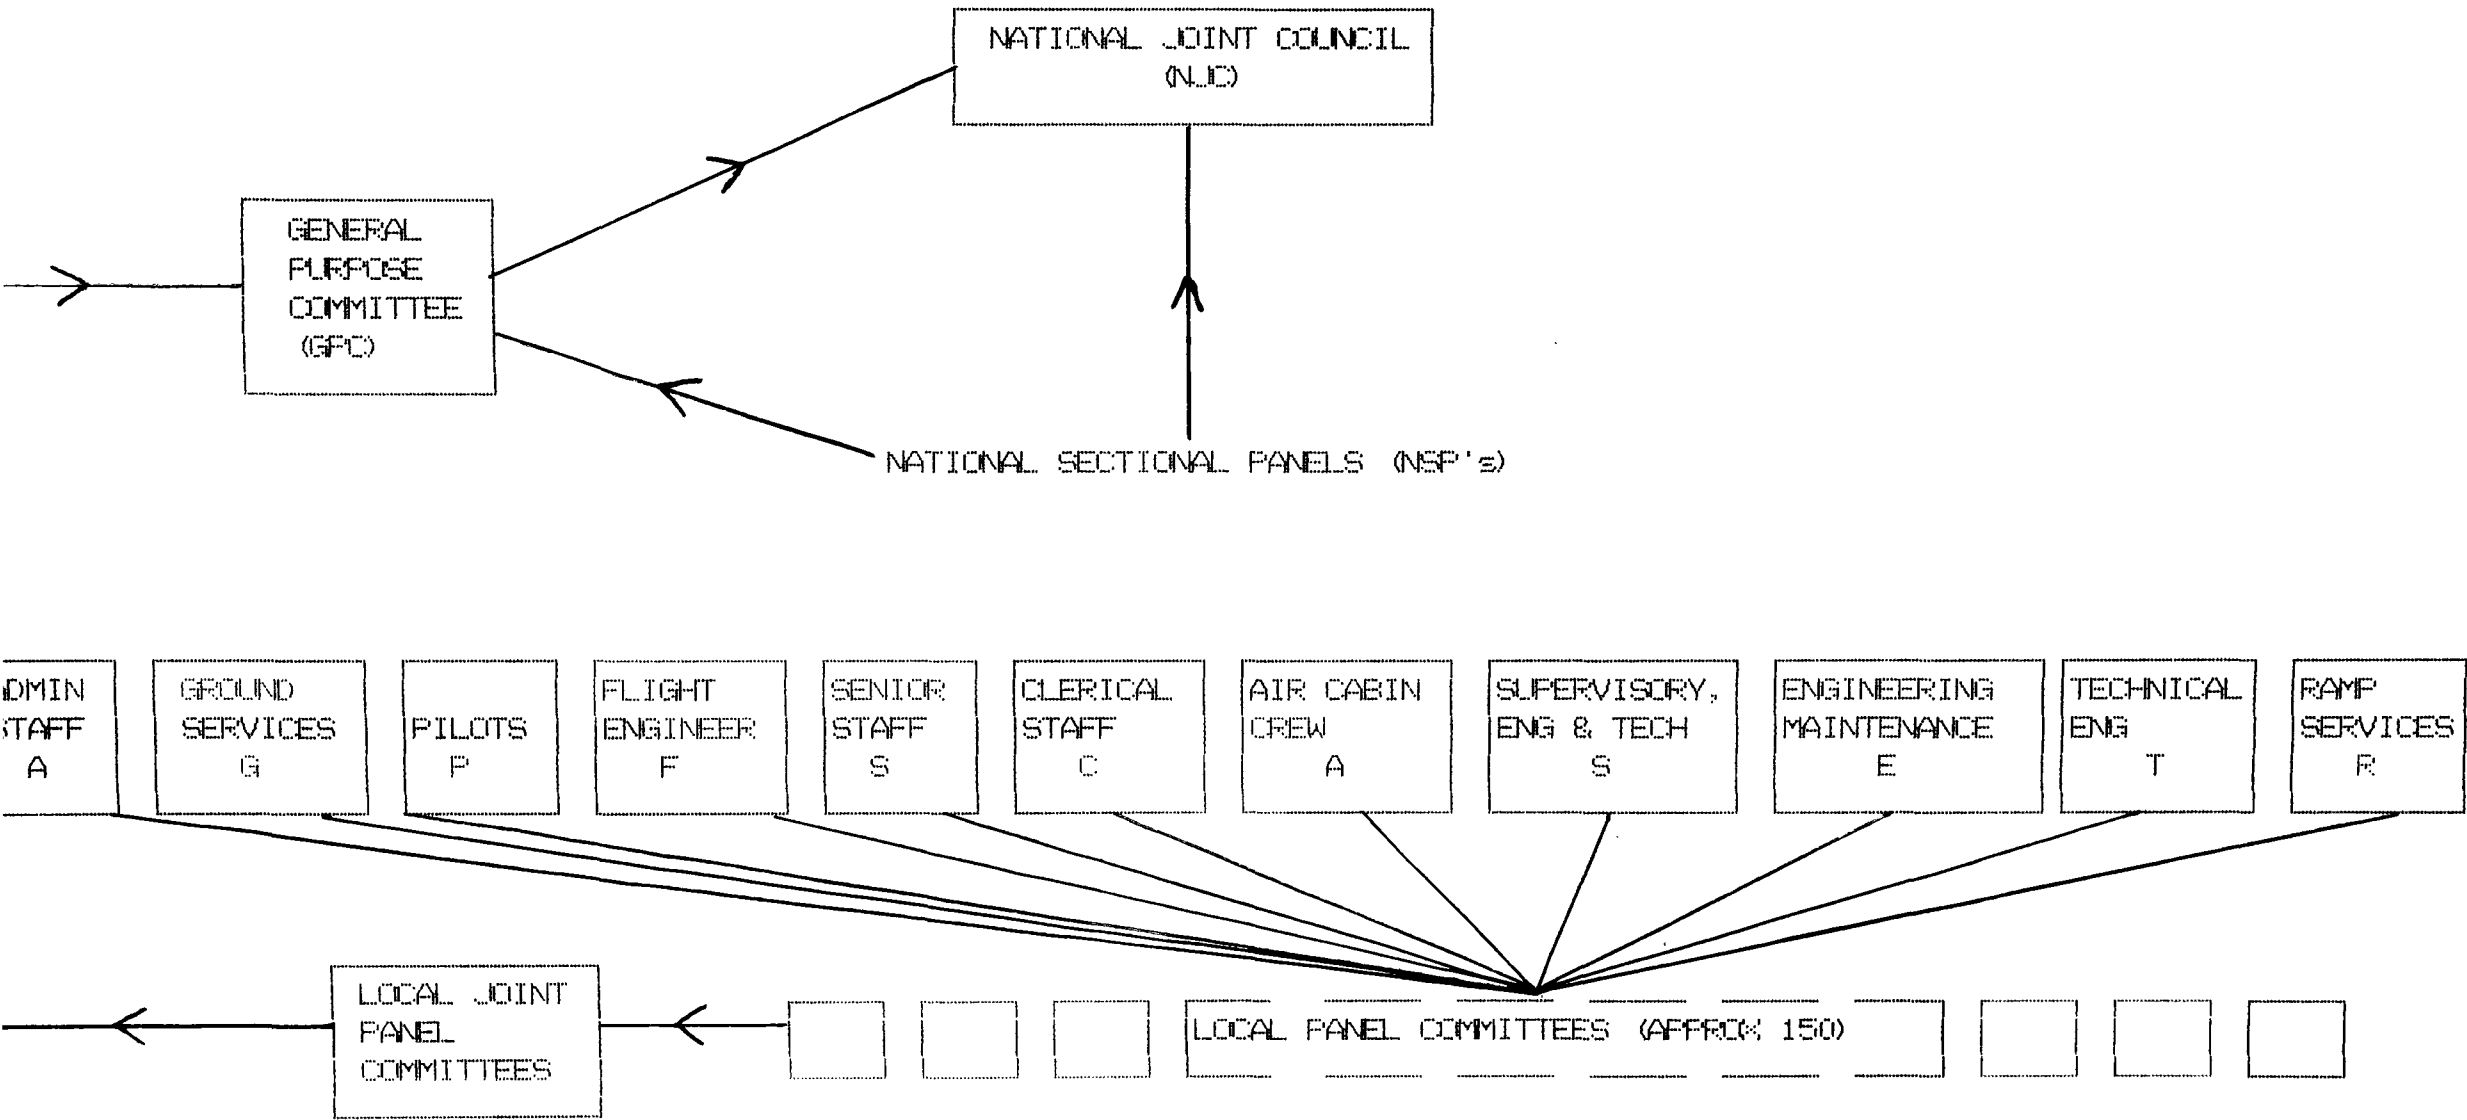 NATIONAL JOINT COUNCIL
(NJC)
GENERAL
PURPOSE
COMMITTEE
(GPC)
NATIONAL SECTIONAL PANELS (NSP's)
DMIN
TAFF
A
GROUND
SERVICES
G
PILOTS
P
FLIGHT
ENGINEER
F
SENIOR
STAFF
S
CLERICAL
STAFF
C
AIR CABIN
CREW
A
SUPERVISORY,
ENG & TECH
S
ENGINEERING
MAINTENANCE
E
TECHNICAL
ENG
T
RAMP
SERVICES
R
LOCAL JOINT
PANEL
COMMITTEES
LOCAL PANEL COMMITTEES (APPROX 150)